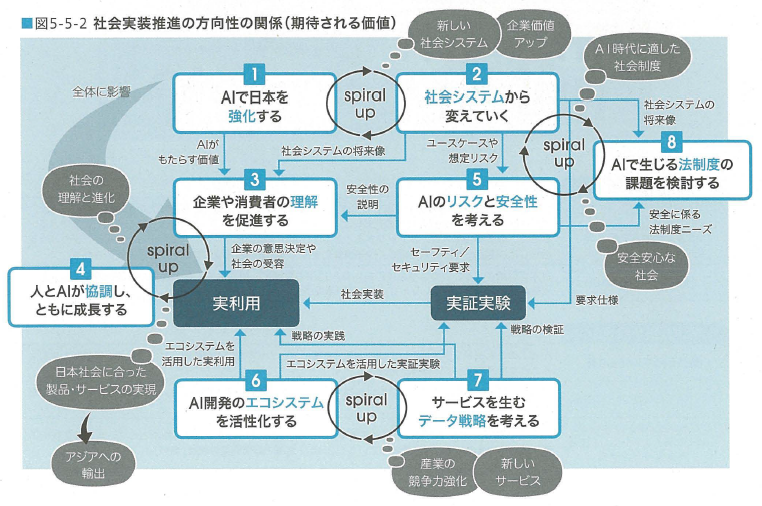 ■図5-5-2 社会実装推進の方向性の関係(期待される価値)
新しい
社会システム
企業価値
アップ
AI時代に適した
社会制度
全体に影響
1
AIで日本を
強化する
spiral
up
2
社会システムから
変えていく
社会システムの
将来像
AIが
もたらす価値
社会システムの将来像
ユースケースや
想定リスク
spiral
up
8
AIで生じる法制度の
課題を検討する
社会の
理解と進化
3
企業や消費者の理解
を促進する
安全性の
説明
5
AIのリスクと安全性
を考える
安全に係る
法制度ニーズ
spiral
up
企業の意思決定や
社会の受容
セーフティ/
セキュリティ要求
安全安心な
社会
4
人とAIが協調し、
ともに成長する
実利用
社会実装
実証実験
要求仕様
エコシステムを
活用した実利用
戦略の実践
戦略の検証
エコシステムを活用した実証実験
日本社会に合った
製品・サービスの実現
6
AI開発のエコシステム
を活性化する
spiral
up
7
サービスを生む
データ戦略を考える
アジアへの
輸出
産業の
競争力強化
新しい
サービス